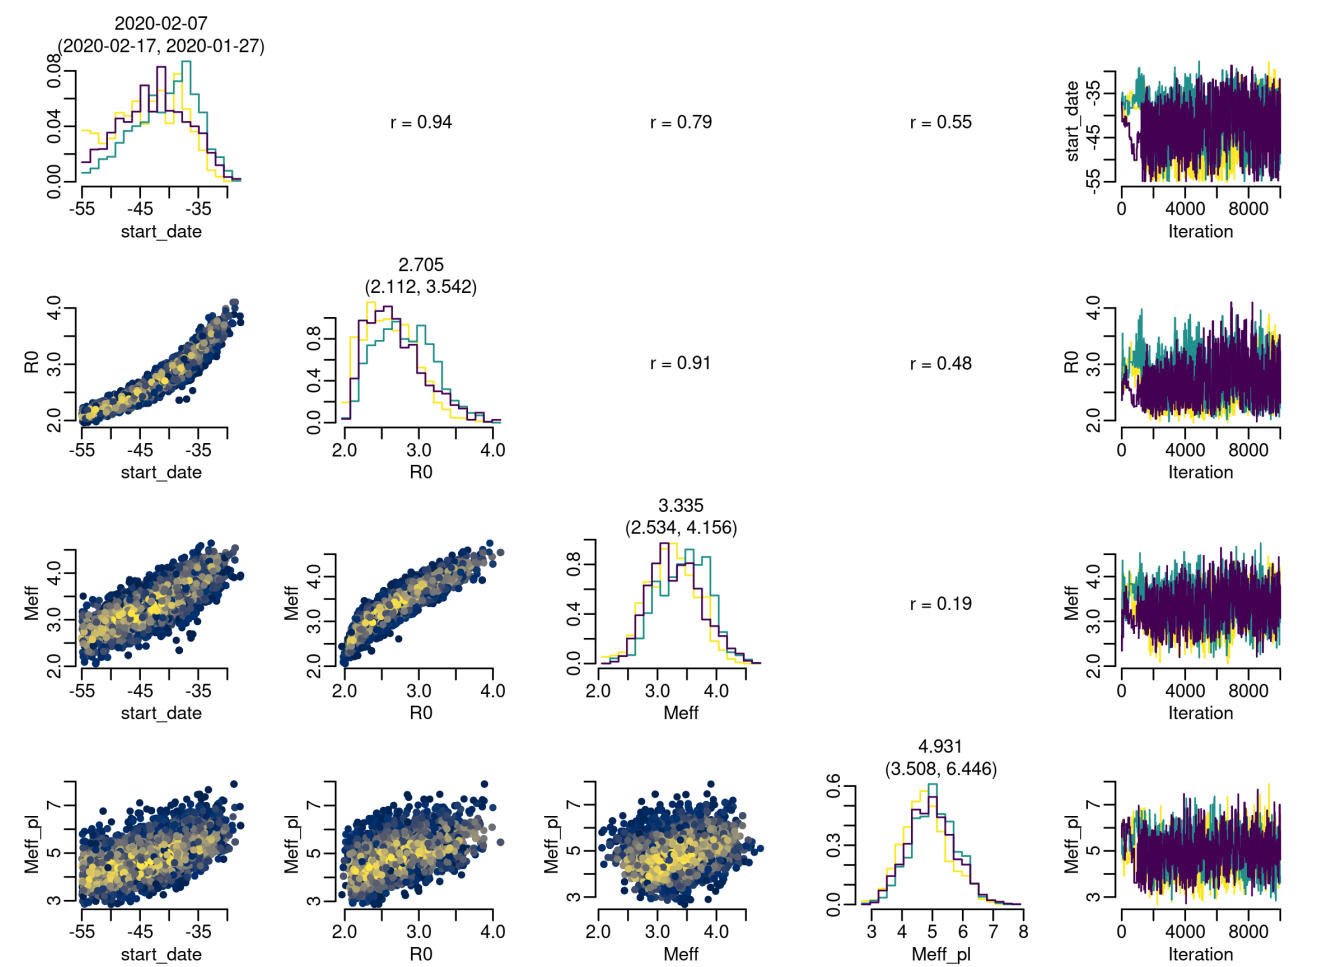 2020-02-07
(2020-02-17, 2020-01-27)
0.00 0.04 0.08
-55 -45 -35
start_date
r = 0.94
r = 0.79
r = 0.55
start_date
-55 -45 -35
0 4000 8000
Iteration
R0
2.0 3.0 4.0
-55 -45 -35
start_date
2.705
(2.112, 3.542)
0.0 0.4 0.8
2.0 3.0 4.0
R0
r = 0.91
r = 0.48
R0
2.0 3.0 4.0
0 4000 8000
Iteration
Meff
2.0 3.0 4.0
-55 -45 -35
start_date
Meff
2.0 3.0 4.0
2.0 3.0 4.0
R0
3.335
(2.534, 4.156)
0.0 0.4 0.8
2.0 3.0 4.0
Meff
r = 0.19
Meff
2.0 3.0 4.0
0 4000 8000
Iteration
Meff_pl
3 5 7
-55 -45 -35
start_date
Meff_pl
3 5 7
2.0 3.0 4.0
R0
Meff_pl
3 5 7
2.0 3.0 4.0
Meff
4.931
(3.508, 6.446)
0.0 0.3 0.6
3 4 5 6 7 8
Meff_pl
Meff_pl
3 5 7
0 4000 8000
Iteration